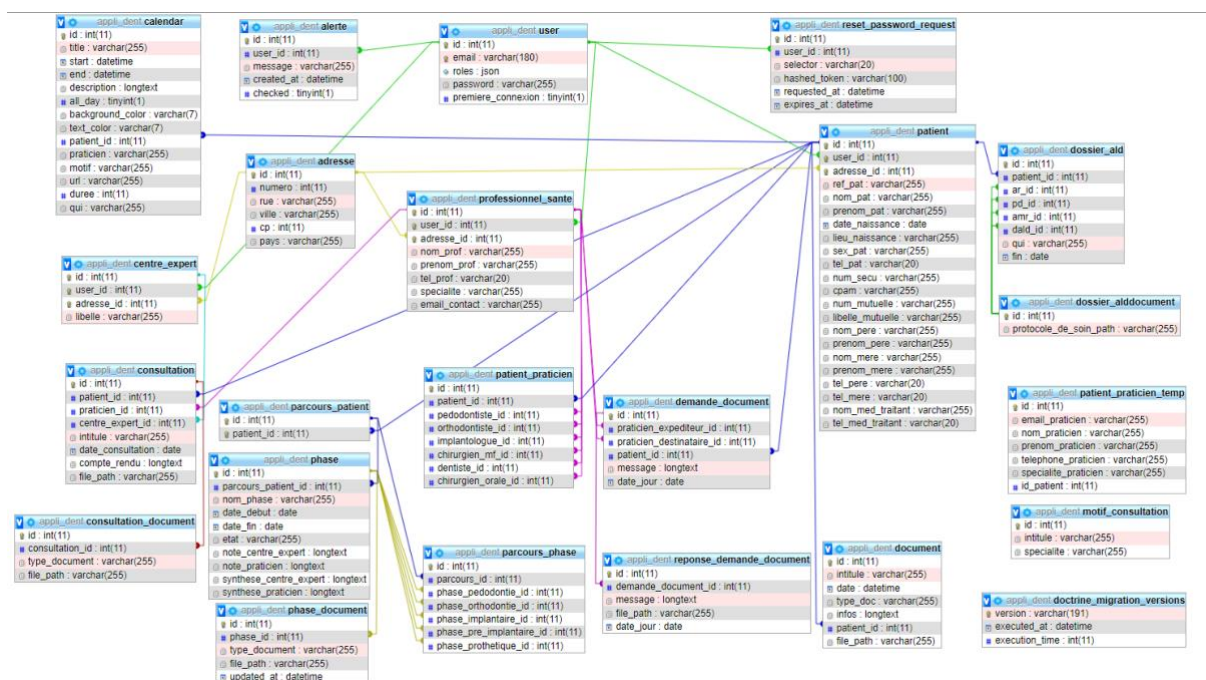 appli_dent calendar
id : int(11)
title : varchar(255)
start : datetime
end : datetime
description : longtext
all_day : tinyint(1)
background_color : varchar(7)
text_color : varchar(7)
patient_id : int(11)
praticien : varchar(255)
motif : varchar(255)
url : varchar(255)
duree : int(11)
qui : varchar(255)
appli_dent alerte
id : int(11)
user_id : int(11)
message : varchar(255)
created_at : datetime
checked : tinyint(1)
appli_dent user
id : int(11)
email : varchar(180)
roles : json
password : varchar(255)
premiere_connexion : tinyint(1)
appli_dent reset_password_request
id : int(11)
user_id : int(11)
selector : varchar(20)
hashed_token : varchar(100)
requested_at : datetime
expires_at : datetime
appli_dent adresse
id : int(11)
numero : int(11)
rue : varchar(255)
ville : varchar(255)
cp : int(11)
pays : varchar(255)
appli_dent professionnel_sante
id : int(11)
user_id : int(11)
adresse_id : int(11)
nom_prof : varchar(255)
prenom_prof : varchar(255)
tel_prof : varchar(20)
specialite : varchar(255)
email_contact : varchar(255)
appli_dent patient
id : int(11)
user_id : int(11)
adresse_id : int(11)
ref_pat : varchar(255)
nom_pat : varchar(255)
prenom_pat : varchar(255)
date_naissance : date
lieu_naissance : varchar(255)
sex_pat : varchar(255)
tel_pat : varchar(20)
num_secu : varchar(255)
cpam : varchar(255)
num_mutuelle : varchar(255)
libelle_mutuelle : varchar(255)
nom_pere : varchar(255)
prenom_pere : varchar(255)
nom_mere : varchar(255)
prenom_mere : varchar(255)
tel_pere : varchar(20)
tel_mere : varchar(20)
nom_med_traitant : varchar(255)
tel_med_traitant : varchar(20)
appli_dent dossier_ald
id : int(11)
patient_id : int(11)
ar_id : int(11)
pd_id : int(11)
amr_id : int(11)
dald_id : int(11)
qui : varchar(255)
fin : date
appli_dent dossier_alddocument
id : int(11)
protocole_de_soin_path : varchar(255)
appli_dent centre_expert
id : int(11)
user_id : int(11)
adresse_id : int(11)
libelle : varchar(255)
appli_dent consultation
id : int(11)
patient_id : int(11)
praticien_id : int(11)
centre_expert_id : int(11)
intitule : varchar(255)
date_consultation : date
compte_rendu : longtext
file_path : varchar(255)
appli_dent parcours_patient
id : int(11)
patient_id : int(11)
appli_dent patient_praticien
id : int(11)
patient_id : int(11)
pedodontiste_id : int(11)
orthodontiste_id : int(11)
implantologue_id : int(11)
chirurgien_mf_id : int(11)
dentiste_id : int(11)
chirurgien_orale_id : int(11)
appli_dent demande_document
id : int(11)
praticien_expediteur_id : int(11)
praticien_destinataire_id : int(11)
patient_id : int(11)
message : longtext
date_jour : date
appli_dent patient_praticien_temp
id : int(11)
email_praticien : varchar(255)
nom_praticien : varchar(255)
prenom_praticien : varchar(255)
telephone_praticien : varchar(255)
specialite_praticien : varchar(255)
id_patient : int(11)
appli_dent phase
id : int(11)
parcours_patient_id : int(11)
nom_phase : varchar(255)
date_debut : date
date_fin : date
etat : varchar(255)
note_centre_expert : longtext
note_praticien : longtext
synthese_centre_expert : longtext
synthese_praticien : longtext
appli_dent motif_consultation
id : int(11)
intitule : varchar(255)
specialite : varchar(255)
appli_dent consultation_document
id : int(11)
consultation_id : int(11)
type_document : varchar(255)
file_path : varchar(255)
appli_dent parcours_phase
id : int(11)
parcours_id : int(11)
phase_pedodontie_id : int(11)
phase_orthodontie_id : int(11)
phase_implantaire_id : int(11)
phase_pre_implantaire_id : int(11)
phase_prothetique_id : int(11)
appli_dent reponse_demande_document
id : int(11)
demande_document_id : int(11)
message : longtext
file_path : varchar(255)
date_jour : date
appli_dent document
id : int(11)
intitule : varchar(255)
date : datetime
type_doc : varchar(255)
infos : longtext
patient_id : int(11)
file_path : varchar(255)
appli_dent doctrine_migration_versions
version : varchar(191)
executed_at : datetime
execution_time : int(11)
appli_dent phase_document
id : int(11)
phase_id : int(11)
type_document : varchar(255)
file_path : varchar(255)
updated_at : datetime